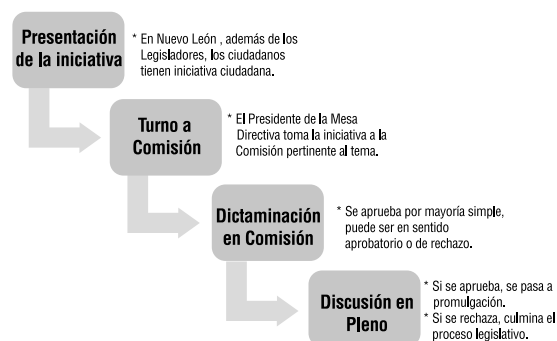 Presentación
de la iniciativa
* En Nuevo León , además de los
Legisladores, los ciudadanos
tienen iniciativa ciudadana.
Turno a
Comisión
* El Presidente de la Mesa
Directiva toma la iniciativa a la
Comisión pertinente al tema.
Dictaminación
en Comisión
* Se aprueba por mayoría simple,
puede ser en sentido
aprobatorio o de rechazo.
Discusión en
Pleno
* Si se aprueba, se pasa a
promulgación.
* Si se rechaza, culmina el
proceso legislativo.